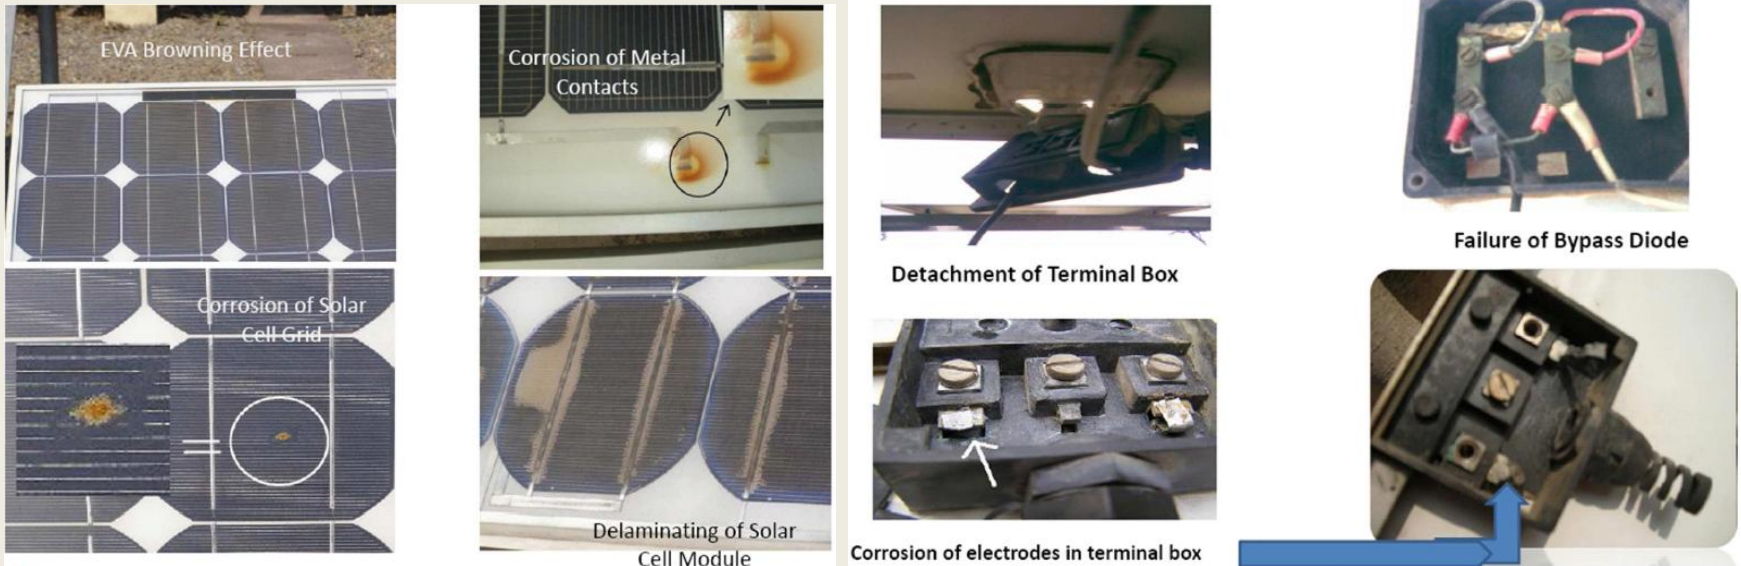 EVA Browning Effect
Corrosion of Metal
Contacts
Corrosion of Solar
Cell Grid
Delaminating of Solar
Cell Module
Detachment of Terminal Box
Failure of Bypass Diode
Corrosion of electrodes in terminal box